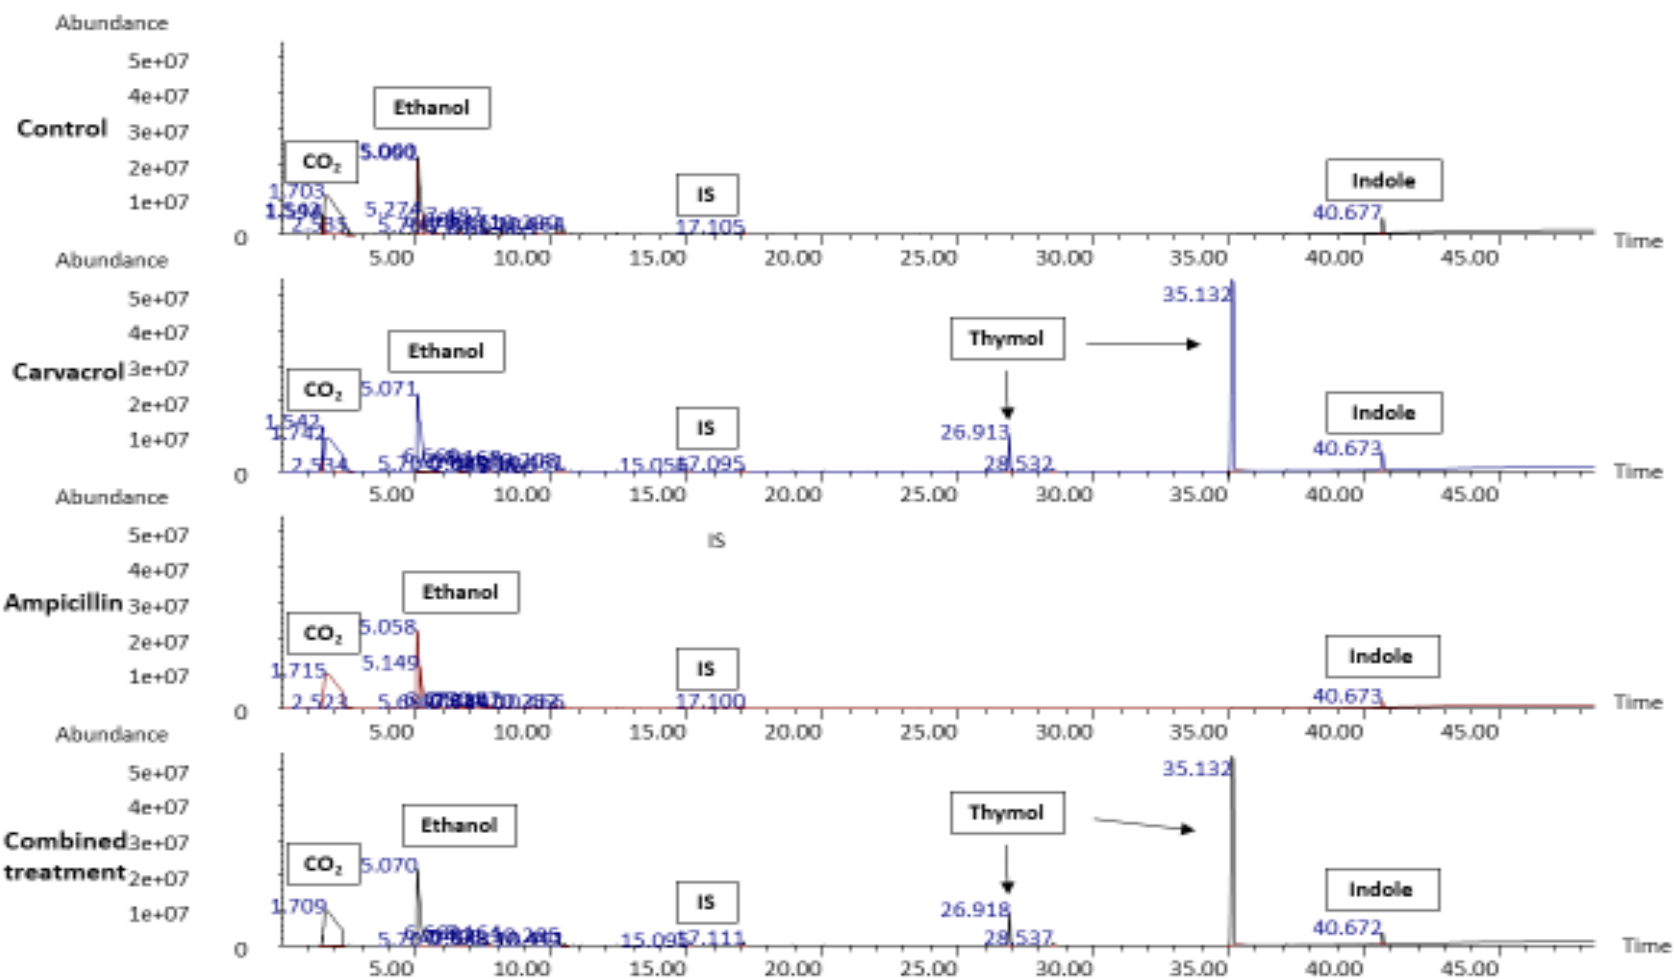 Abundance
5e+07
4e+07
Ethanol
Control
3e+07
5.060
CO₂
2e+07
1.703
IS
Indole
1e+07
5.274
40.677
2.535
17.105
0
Time
5.00 10.00 15.00 20.00 25.00 30.00 35.00 40.00 45.00
Abundance
5e+07
35.132
4e+07
Ethanol
Thymol
Carvacrol
3e+07
CO₂
5.071
2e+07
IS
Indole
1.542
1.742
1e+07
26.913
40.673
2.534
17.095
28.532
0
Time
5.00 10.00 15.00 20.00 25.00 30.00 35.00 40.00 45.00
Abundance
5e+07
IS
4e+07
Ethanol
Ampicillin
3e+07
CO₂
5.058
2e+07
5.149
IS
Indole
1.715
1e+07
2.523
17.100
40.673
0
Time
5.00 10.00 15.00 20.00 25.00 30.00 35.00 40.00 45.00
Abundance
5e+07
35.132
4e+07
Ethanol
Thymol
Combined
treatment
3e+07
CO₂
5.070
2e+07
IS
Indole
1.709
1e+07
26.918
40.672
17.111
28.537
0
Time
5.00 10.00 15.00 20.00 25.00 30.00 35.00 40.00 45.00